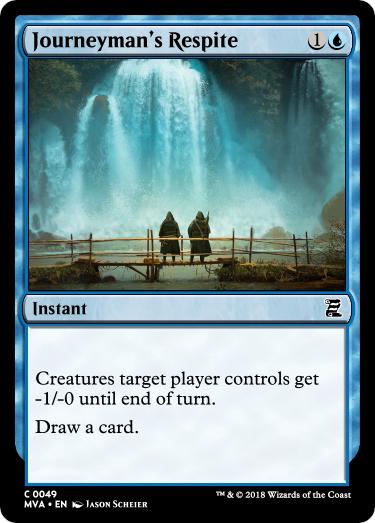 Journeyman's Respite 1
Instant
Creatures target player controls get
-1/-0 until end of turn.
Draw a card.
C 0049
MVA • EN Jason Scheier
™ & © 2018 Wizards of the Coast